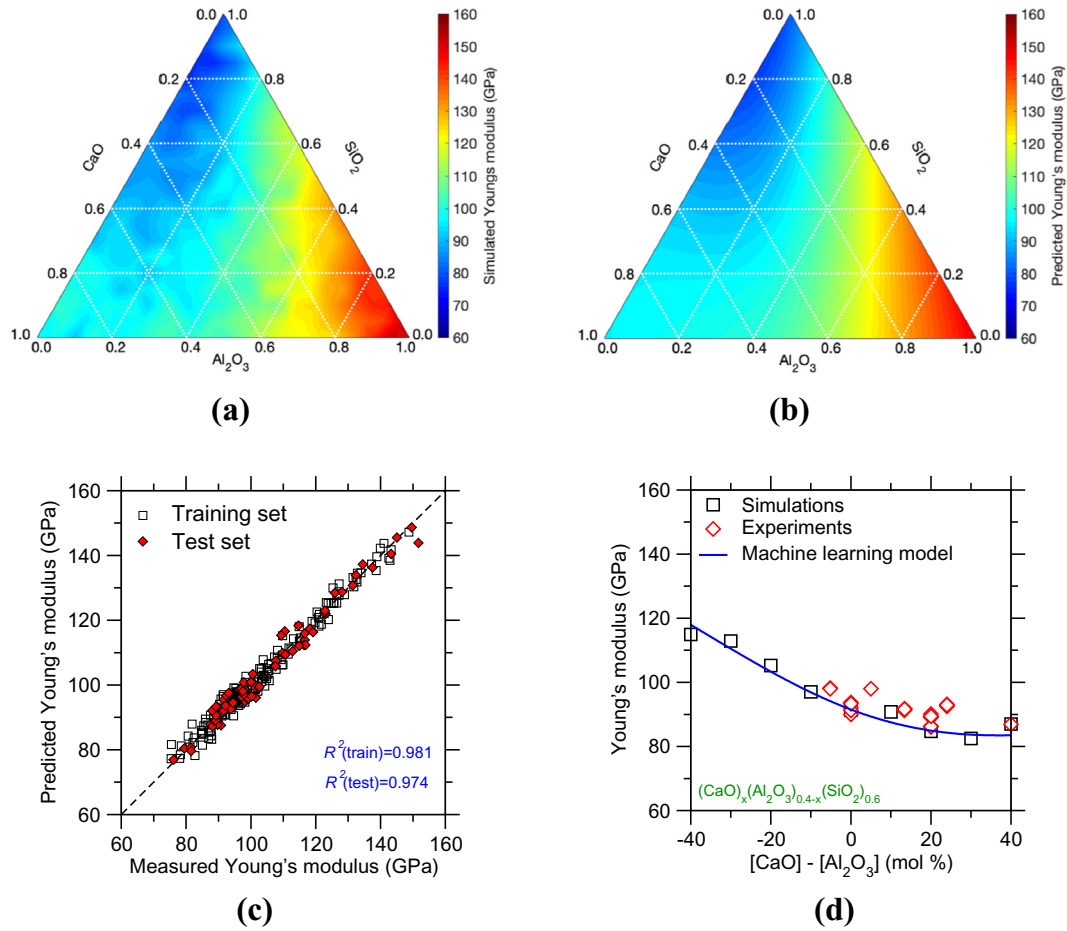 0.0 1.0
0.2 0.8
0.4 0.6
CaO SiO2
0.6 0.4
0.8 0.2
1.0 0.0
0.0 0.2 0.4 0.6 0.8 1.0
Al2O3
160
150
140
130
120
110
100
90
80
70
60
Simulated Youngs modulus (GPa)
(a)
0.0 1.0
0.2 0.8
0.4 0.6
CaO SiO2
0.6 0.4
0.8 0.2
1.0 0.0
0.0 0.2 0.4 0.6 0.8 1.0
Al2O3
160
150
140
130
120
110
100
90
80
70
60
Predicted Young's modulus (GPa)
(b)
Predicted Young's modulus (GPa)
160
140
120
100
80
60
Training set
Test set
R2(train)=0.981
R2(test)=0.974
60 80 100 120 140 160
Measured Young's modulus (GPa)
(c)
Young's modulus (GPa)
160
140
120
100
80
60
Simulations
Experiments
Machine learning model
(CaO)x(Al2O3)0.4-x(SiO2)0.6
-40 -20 0 20 40
[CaO] - [Al2O3] (mol %)
(d)